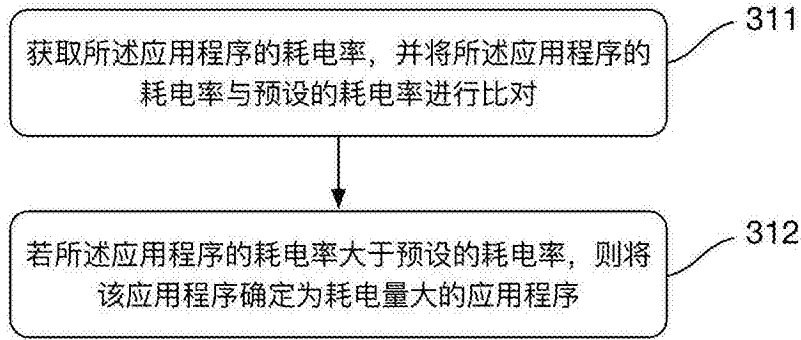 获取所述应用程序的耗电率，并将所述应用程序的
耗电率与预设的耗电率进行比对
311
若所述应用程序的耗电率大于预设的耗电率，则将
该应用程序确定为耗电量大的应用程序
312